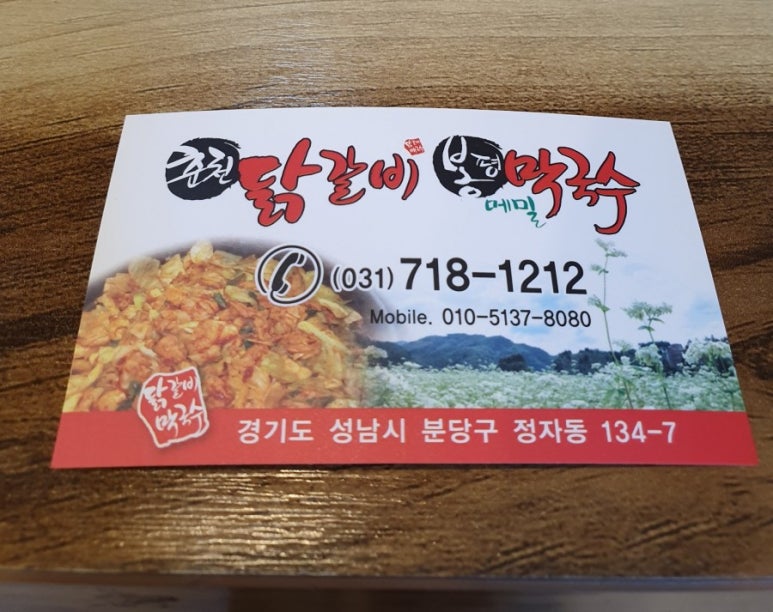 춘천 닭갈비 봉평 메밀 막국수
(031) 718-1212
Mobile. 010-5137-8080
닭갈비
막국수
경기도 성남시 분당구 정자동 134-7